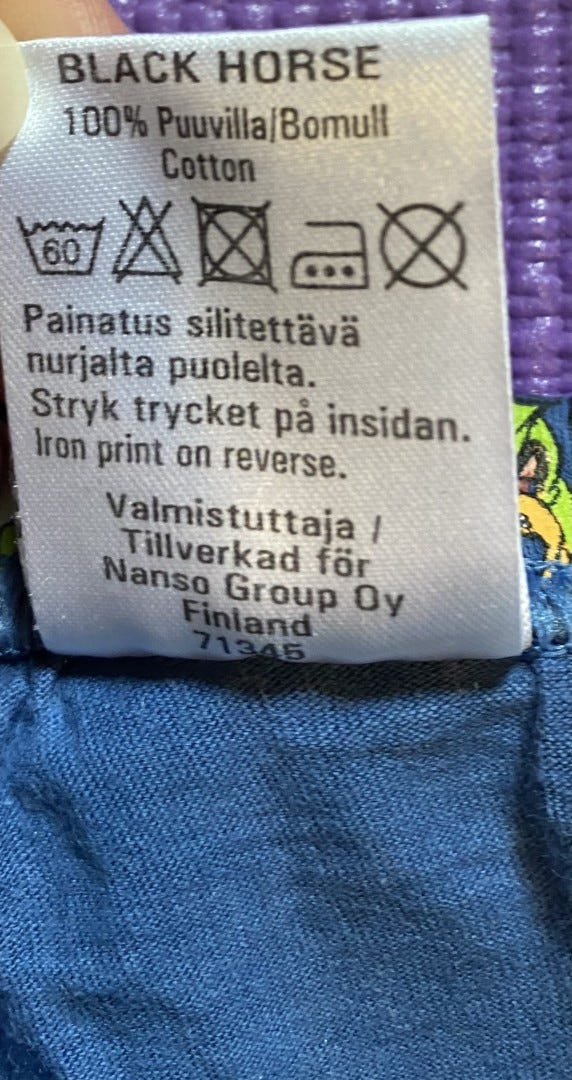 BLACK HORSE
100% Puuvilla/Bomull
Cotton
60
Painatus silitettävä
nurjalta puolelta.
Stryk trycket på insidan.
Iron print on reverse.
Valmistuttaja /
Tillverkad för
Nanso Group Oy
Finland
71345